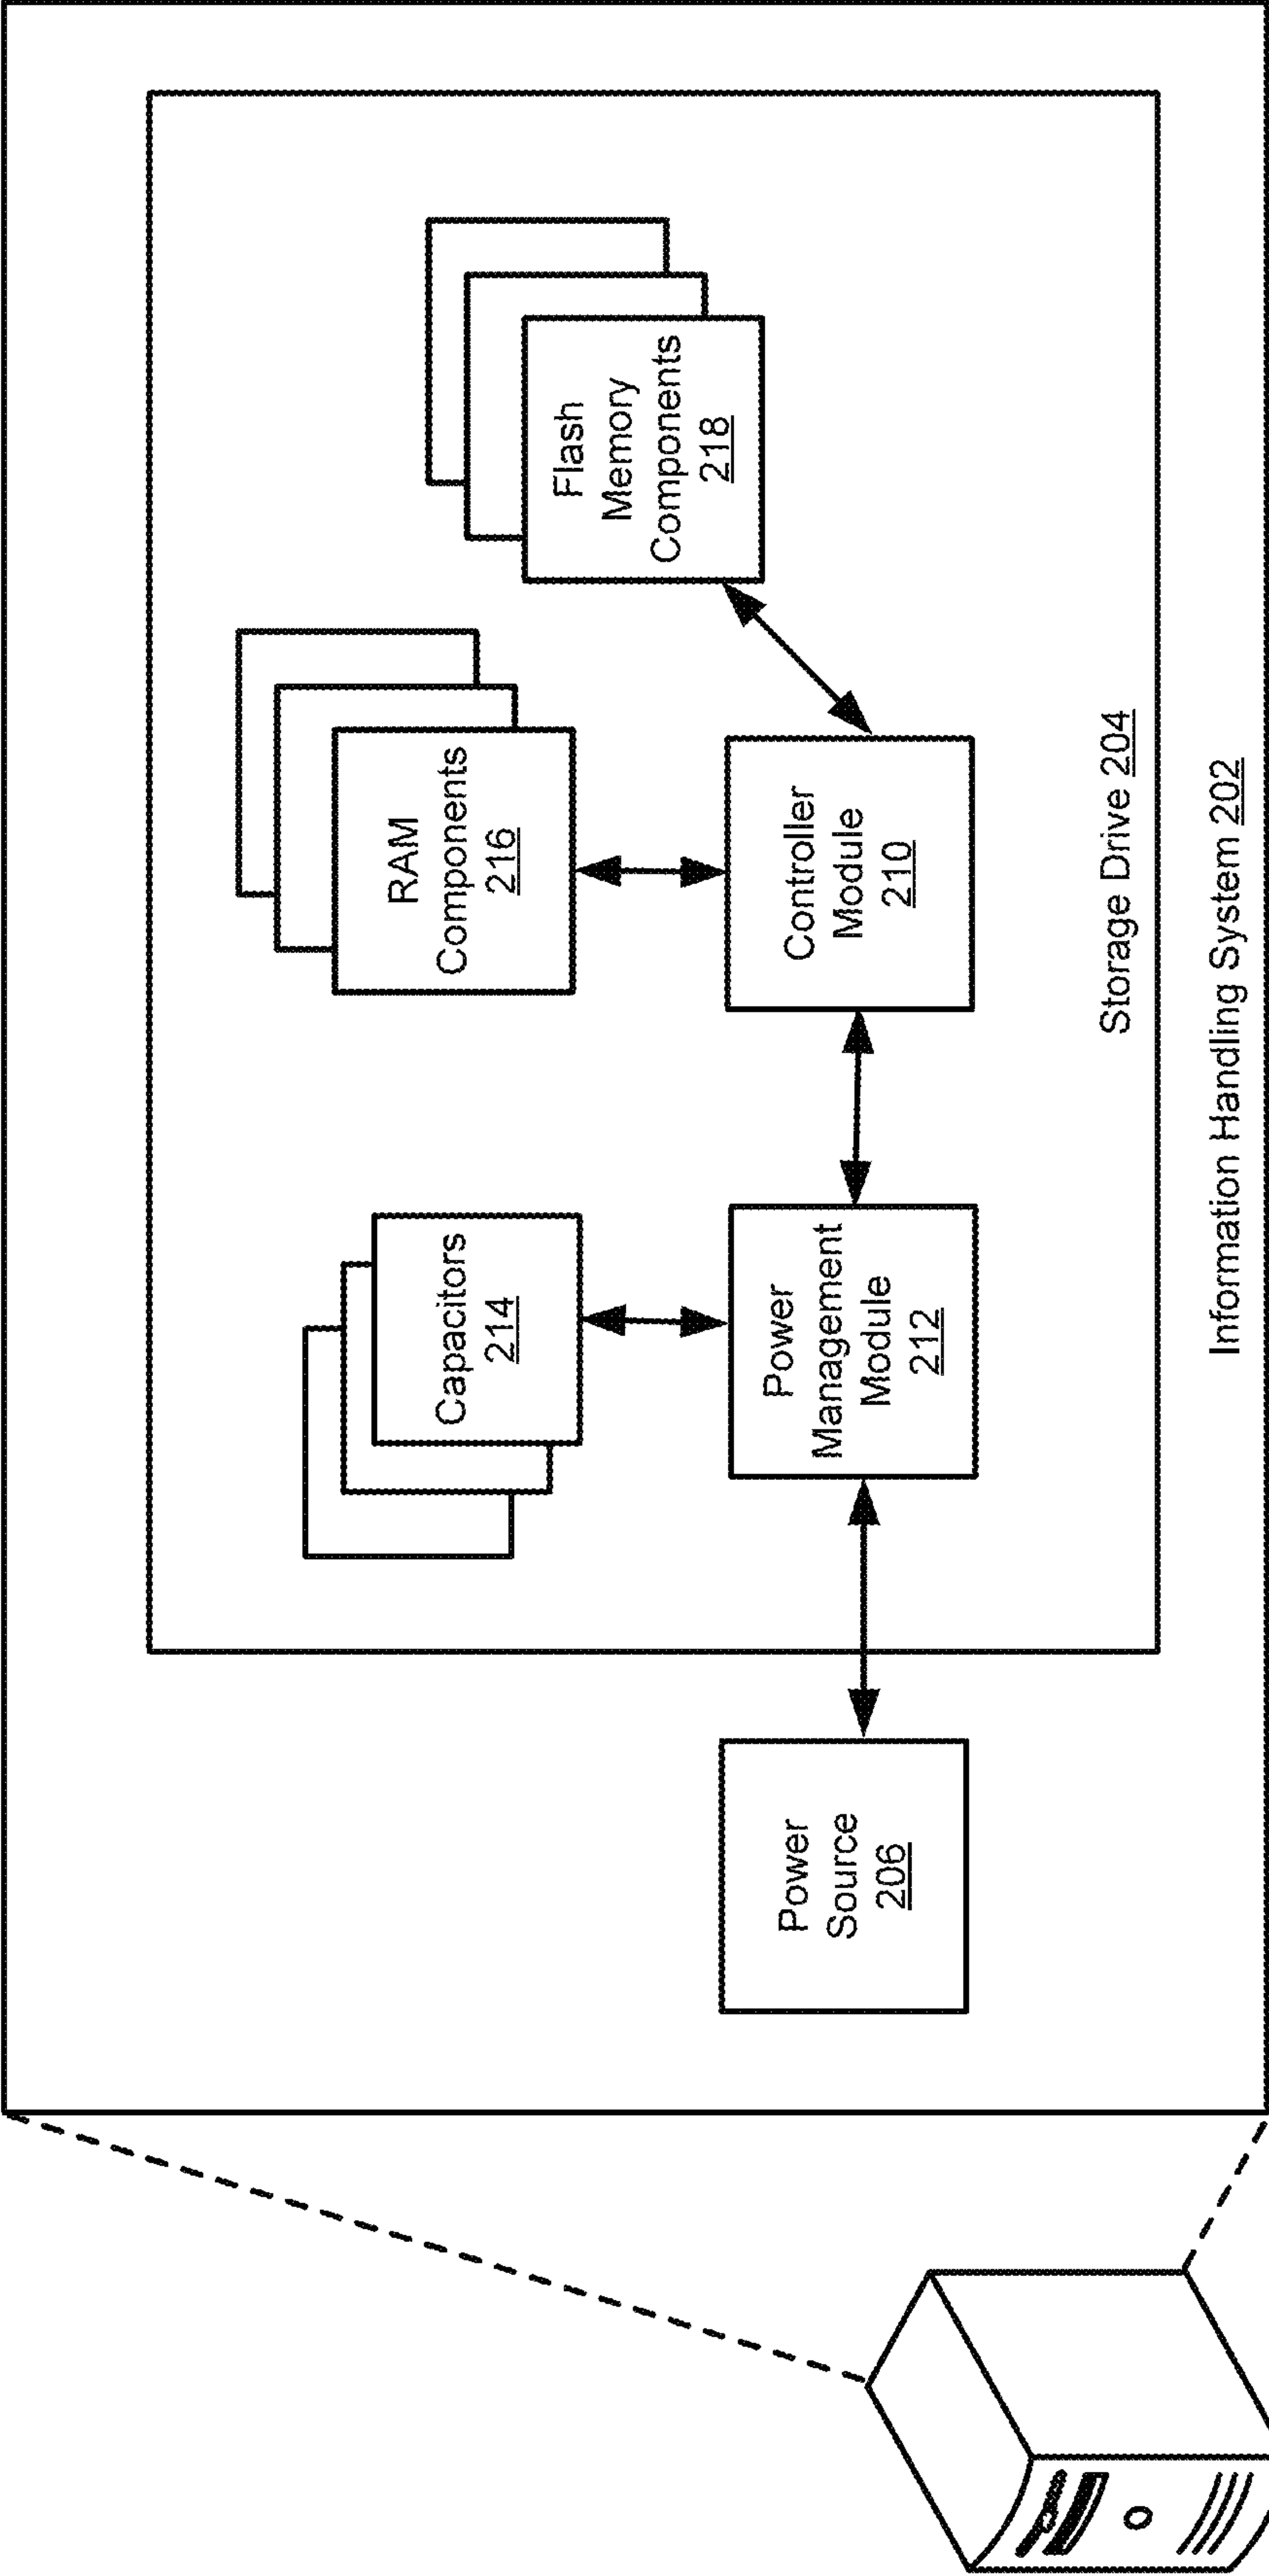 Capacitors
214
RAM
Components
216
Flash
Memory
Components
218
Power
Source
206
Power
Management
Module
212
Controller
Module
210
Storage Drive 204
Information Handling System 202